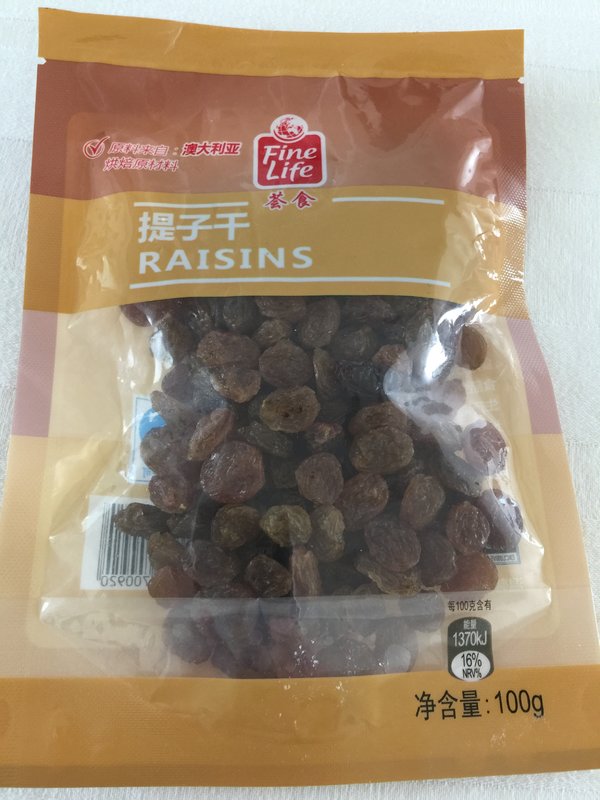 原料来自：澳大利亚
烘焙原材料
Fine
Life
荟食
提子干
RAISINS
700920
每100克含有
能量
1370kJ
16%
NRV%
净含量：100g